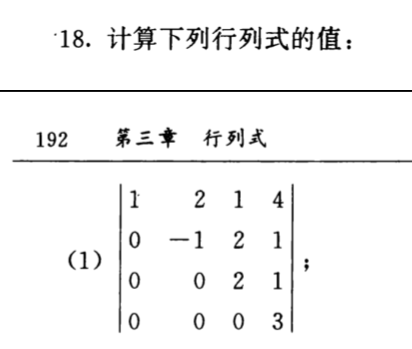 18. 计算下列行列式的值：
192 第三章 行列式
(1) | 1 2 1 4 |
| 0 -1 2 1 |
| 0 0 2 1 |
| 0 0 0 3 | ;